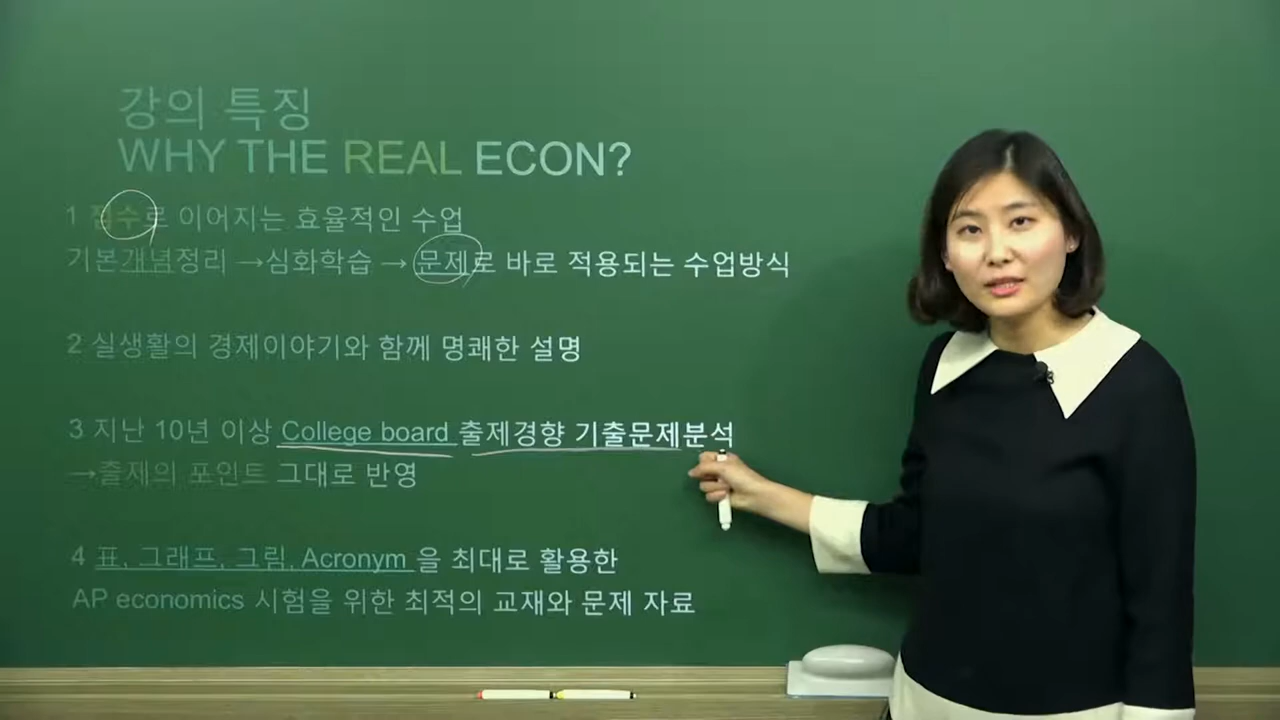 강의 특징
WHY THE REAL ECON?
1 점수로 이어지는 효율적인 수업
기본개념정리 →심화학습 → 문제로 바로 적용되는 수업방식
2 실생활의 경제이야기와 함께 명쾌한 설명
3 지난 10년 이상 College board 출제경향 기출문제분석
→출제의 포인트 그대로 반영
4 표, 그래프, 그림, Acronym 을 최대로 활용한
AP economics 시험을 위한 최적의 교재와 문제 자료